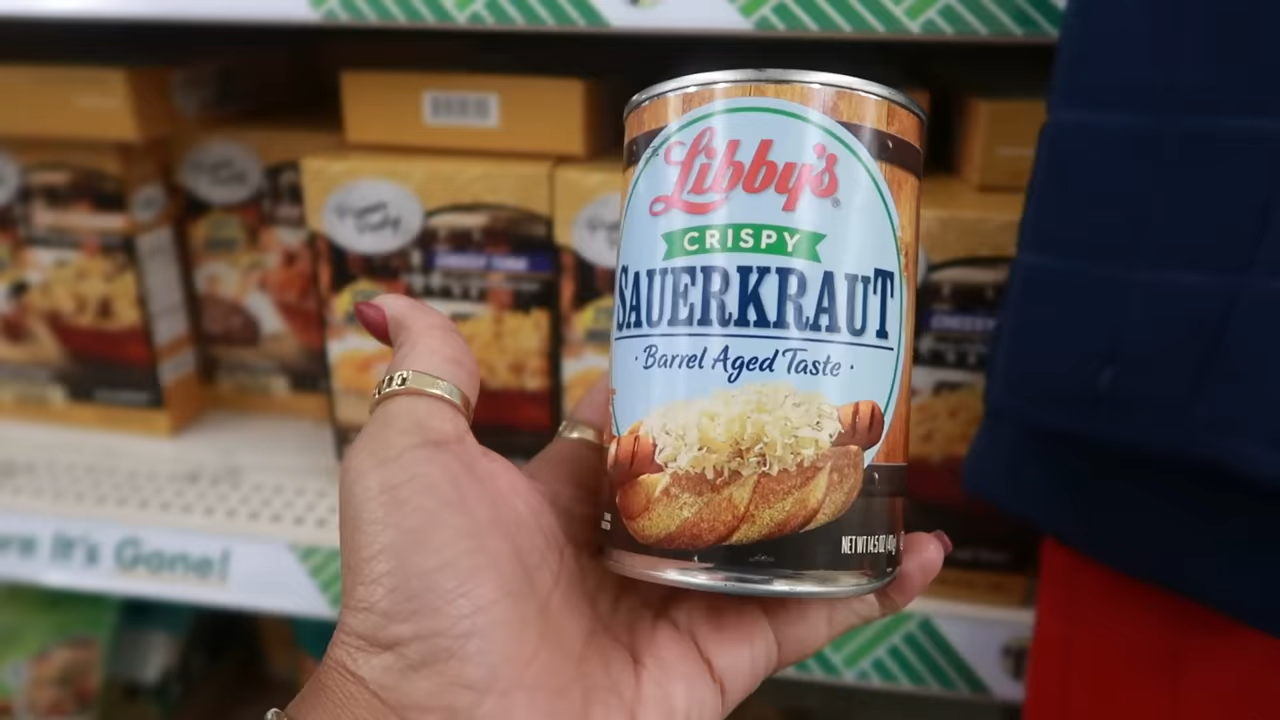 Libby's®
CRISPY
SAUERKRAUT
· Barrel Aged Taste ·
NET WT 14.5 OZ
re It's Gone!